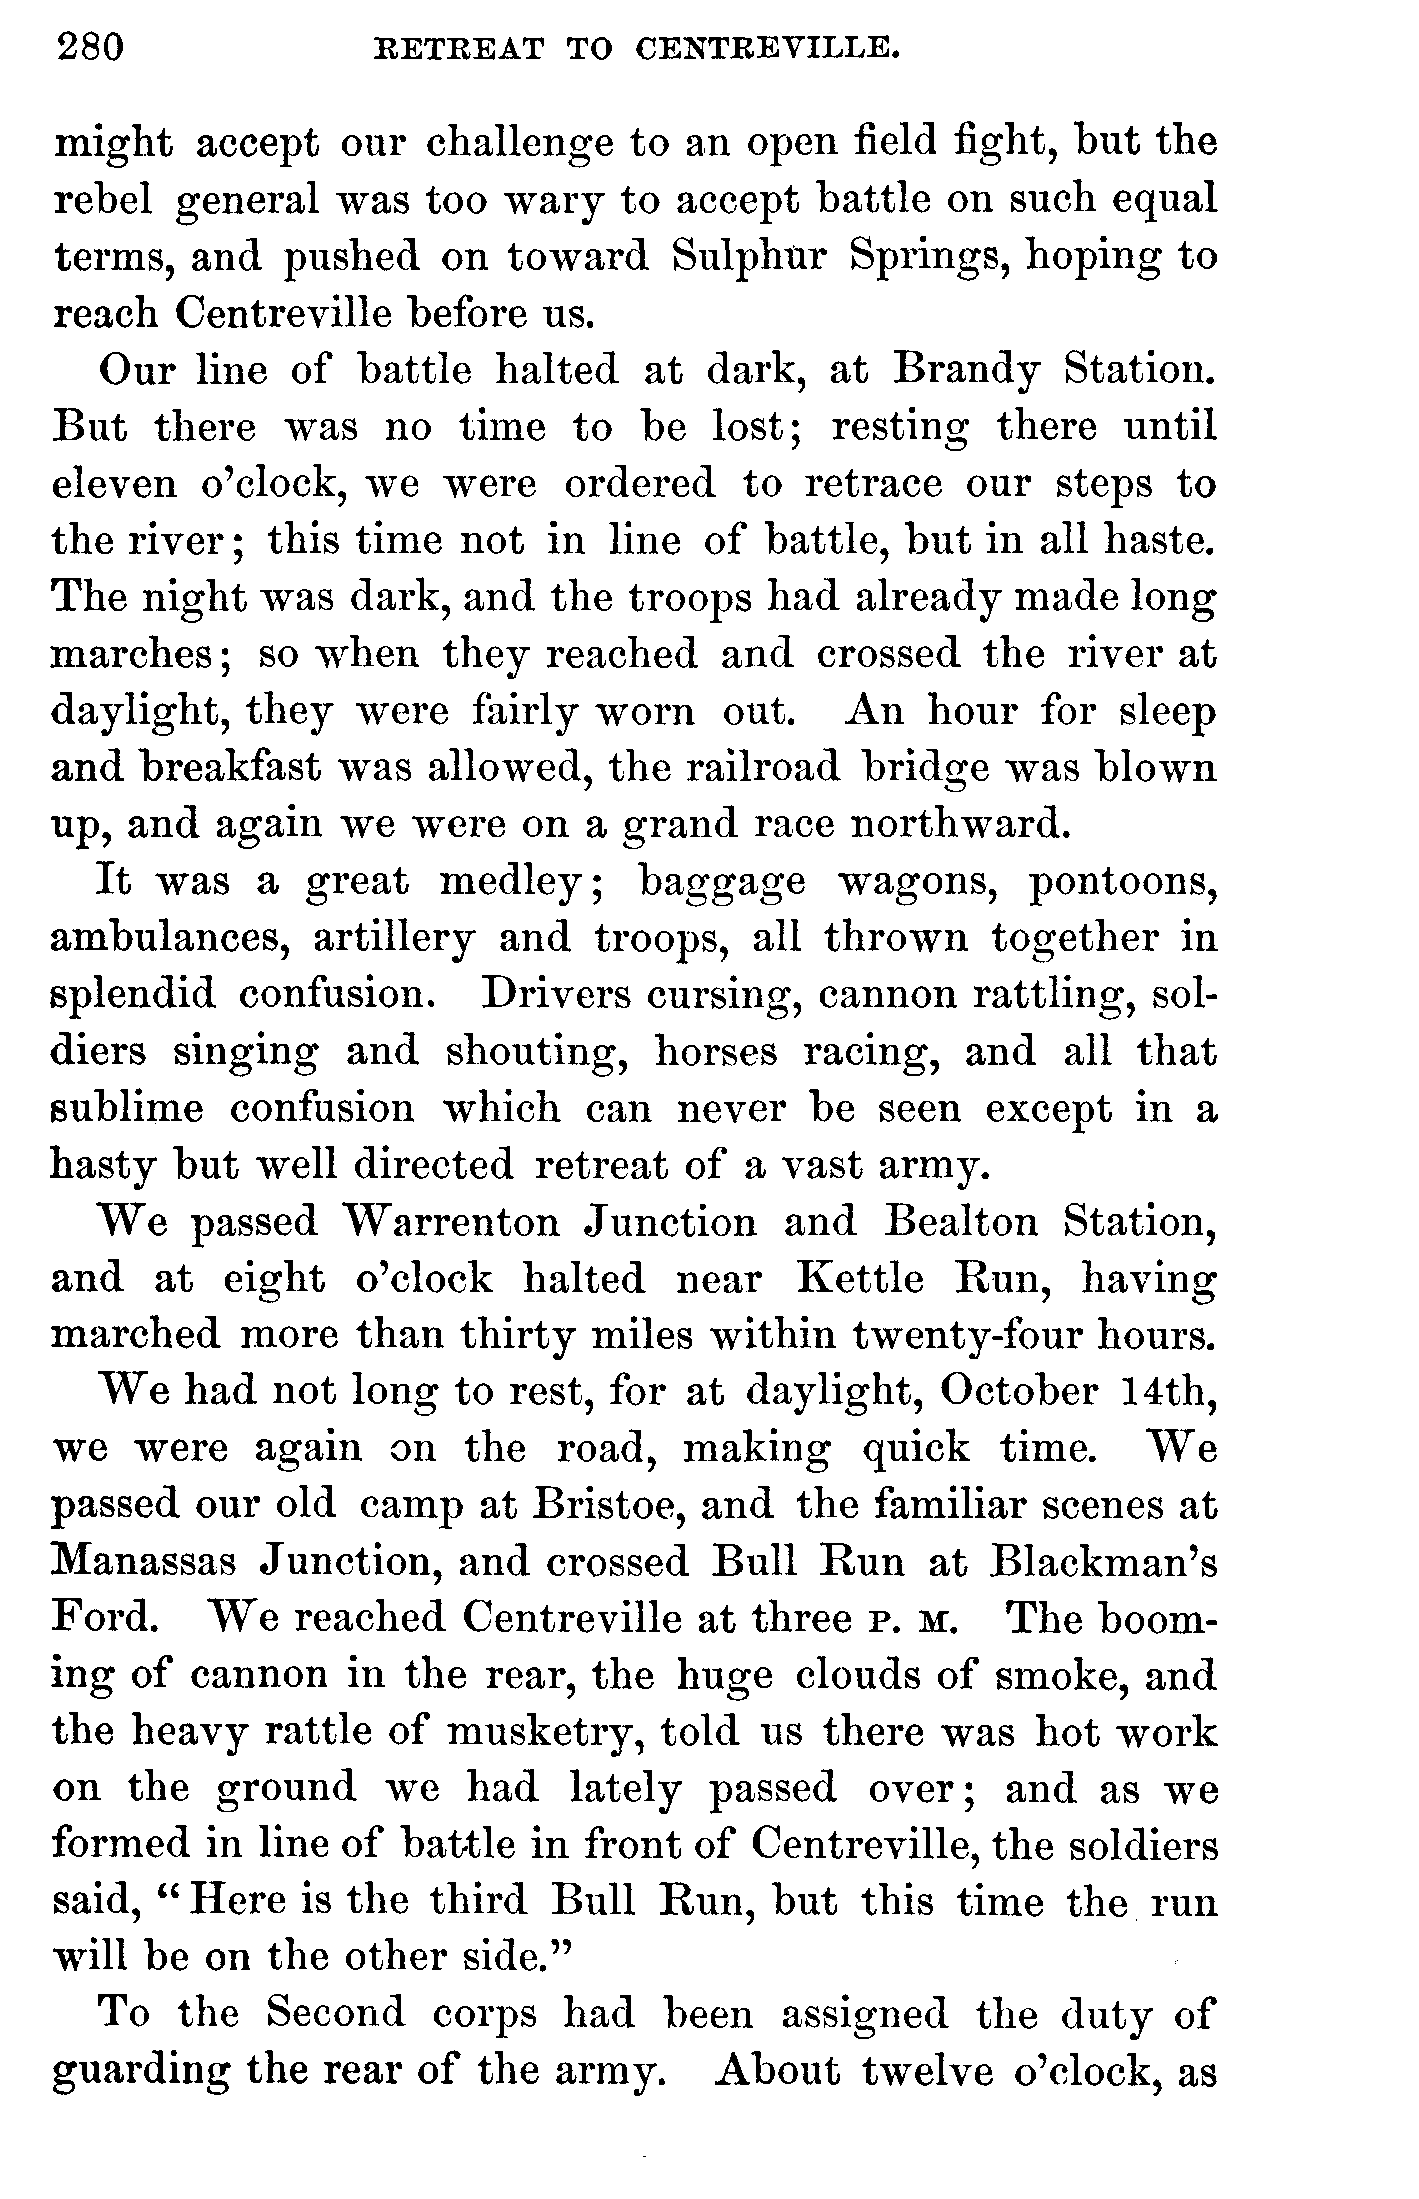 280 RETREAT TO CENTREVILLE.
might accept our challenge to an open field fight, but the
rebel general was too wary to accept battle on such equal
terms, and pushed on toward Sulphur Springs, hoping to
reach Centreville before us.
Our line of battle halted at dark, at Brandy Station.
But there was no time to be lost; resting there until
eleven o'clock, we were ordered to retrace our steps to
the river; this time not in line of battle, but in all haste.
The night was dark, and the troops had already made long
marches; so when they reached and crossed the river at
daylight, they were fairly worn out. An hour for sleep
and breakfast was allowed, the railroad bridge was blown
up, and again we were on a grand race northward.
It was a great medley; baggage wagons, pontoons,
ambulances, artillery and troops, all thrown together in
splendid confusion. Drivers cursing, cannon rattling, sol-
diers singing and shouting, horses racing, and all that
sublime confusion which can never be seen except in a
hasty but well directed retreat of a vast army.
We passed Warrenton Junction and Bealton Station,
and at eight o'clock halted near Kettle Run, having
marched more than thirty miles within twenty-four hours.
We had not long to rest, for at daylight, October 14th,
we were again on the road, making quick time. We
passed our old camp at Bristoe, and the familiar scenes at
Manassas Junction, and crossed Bull Run at Blackman's
Ford. We reached Centreville at three P. M. The boom-
ing of cannon in the rear, the huge clouds of smoke, and
the heavy rattle of musketry, told us there was hot work
on the ground we had lately passed over; and as we
formed in line of battle in front of Centreville, the soldiers
said, "Here is the third Bull Run, but this time the run
will be on the other side."
To the Second corps had been assigned the duty of
guarding the rear of the army. About twelve o'clock, as